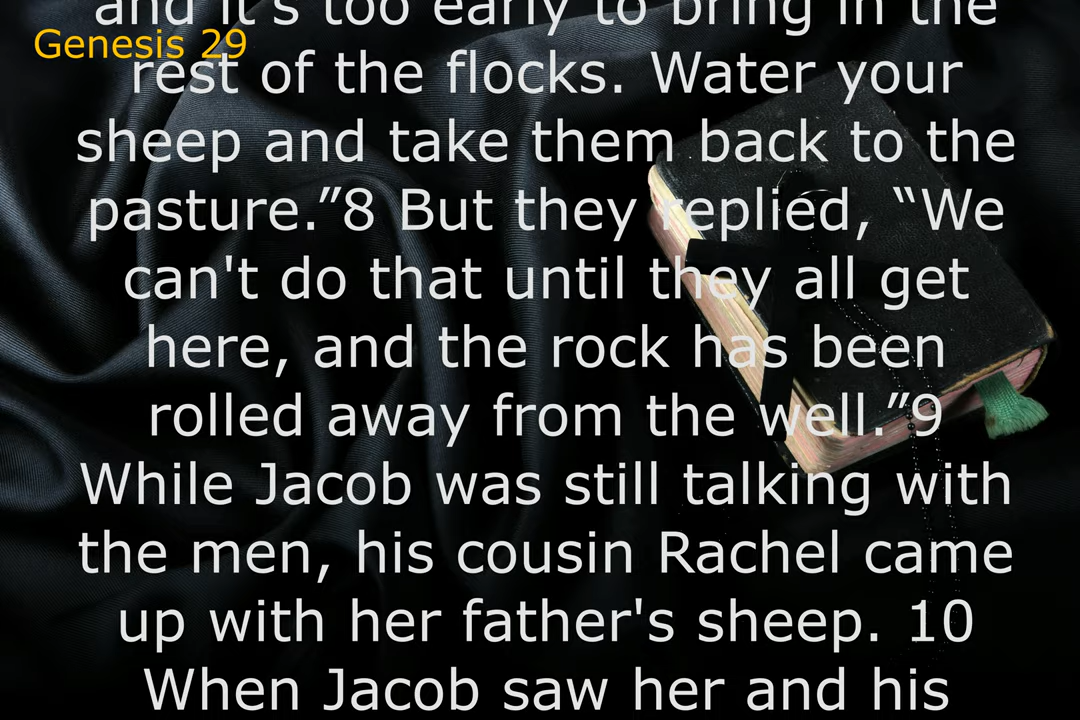 and it's too early to bring in the
Genesis 29
rest of the flocks. Water your
sheep and take them back to the
pasture.”8 But they replied, “We
can't do that until they all get
here, and the rock has been
rolled away from the well.”9
While Jacob was still talking with
the men, his cousin Rachel came
up with her father's sheep. 10
When Jacob saw her and his